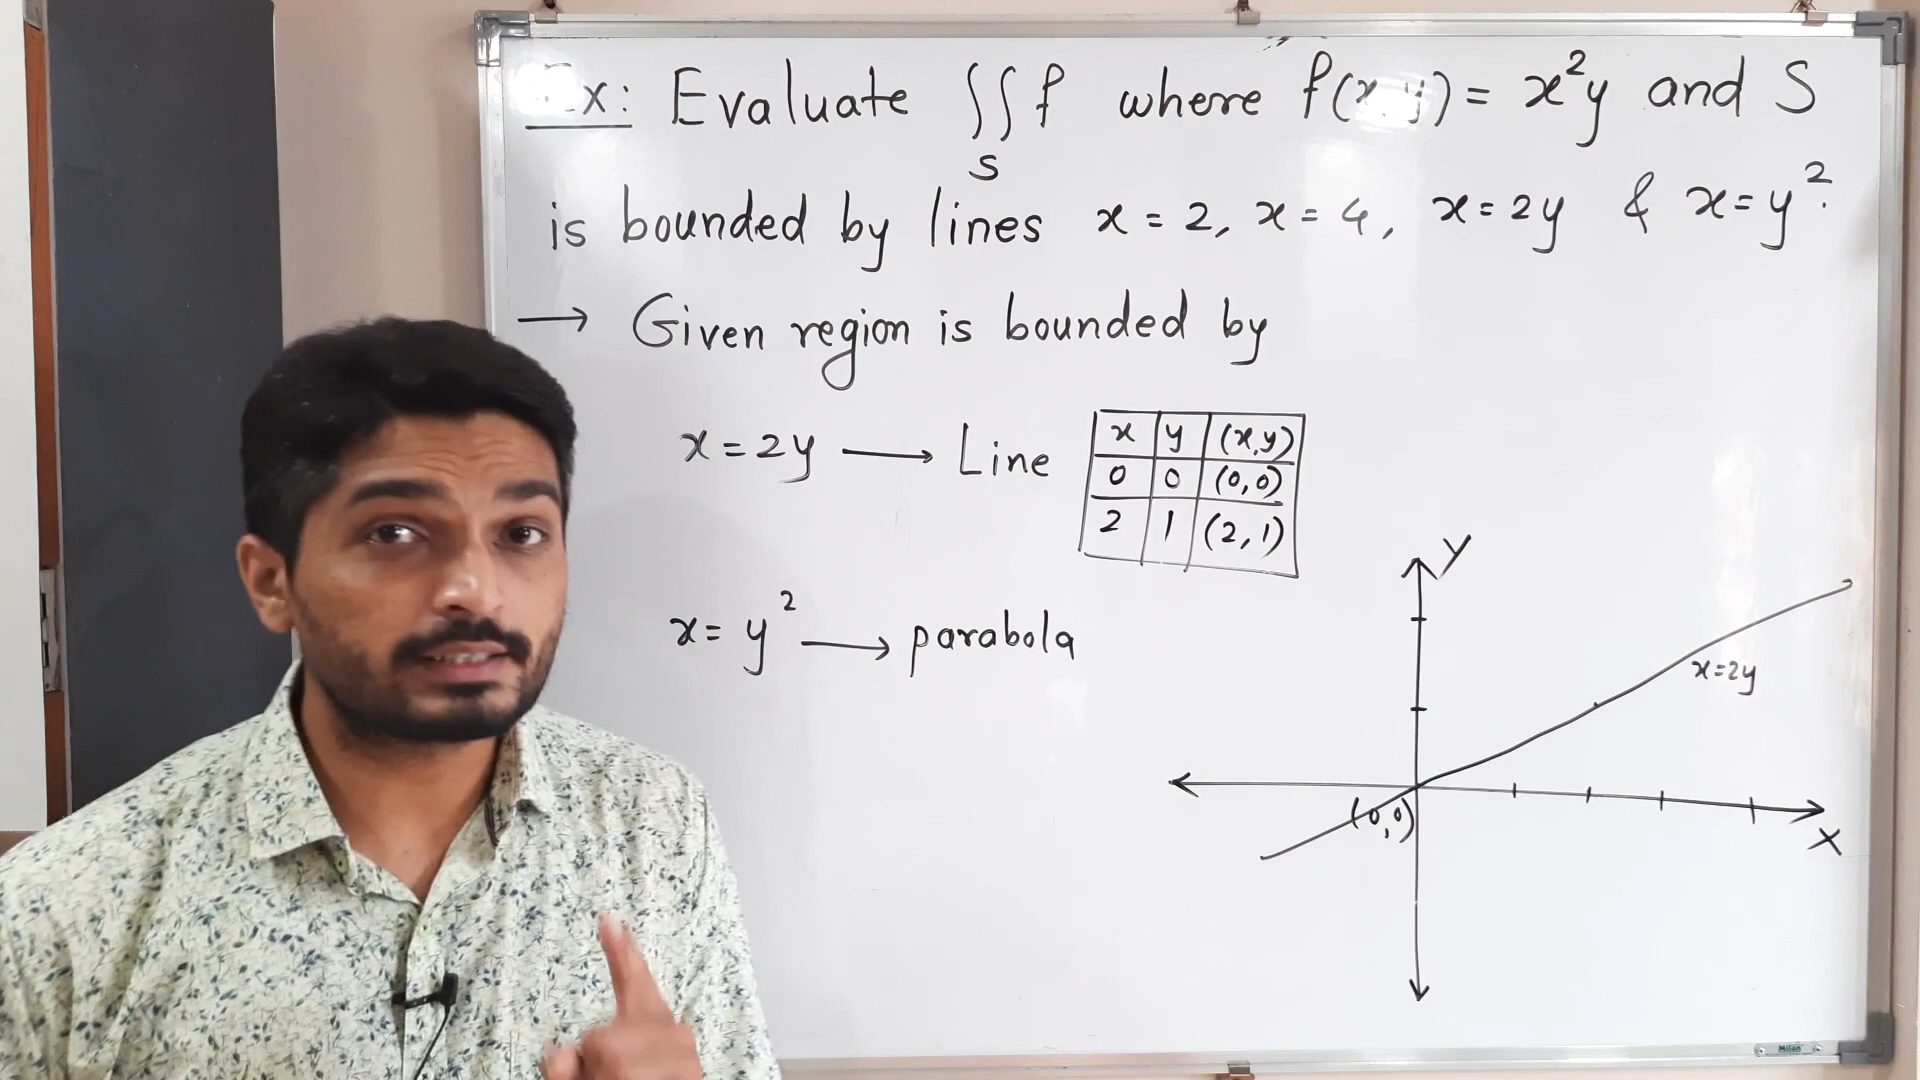 Ex: Evaluate ∫∫f where f(x,y) = x²y and S
S
is bounded by lines x = 2, x = 4, x = 2y & x = y².
→ Given region is bounded by
x = 2y → Line
x y (x,y)
0 0 (0,0)
2 1 (2,1)
x = y² → parabola
Y
x=2y
(0,0)
X
Milan